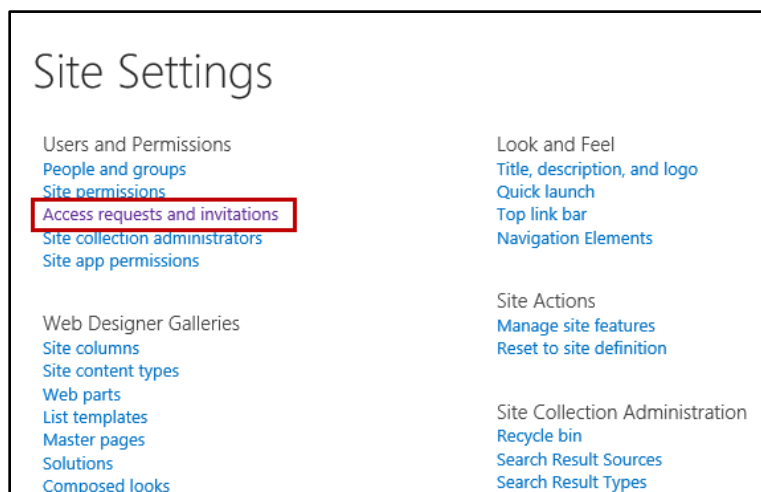 Site Settings
Users and Permissions
People and groups
Site permissions
Access requests and invitations
Site collection administrators
Site app permissions
Web Designer Galleries
Site columns
Site content types
Web parts
List templates
Master pages
Solutions
Composed looks
Look and Feel
Title, description, and logo
Quick launch
Top link bar
Navigation Elements
Site Actions
Manage site features
Reset to site definition
Site Collection Administration
Recycle bin
Search Result Sources
Search Result Types